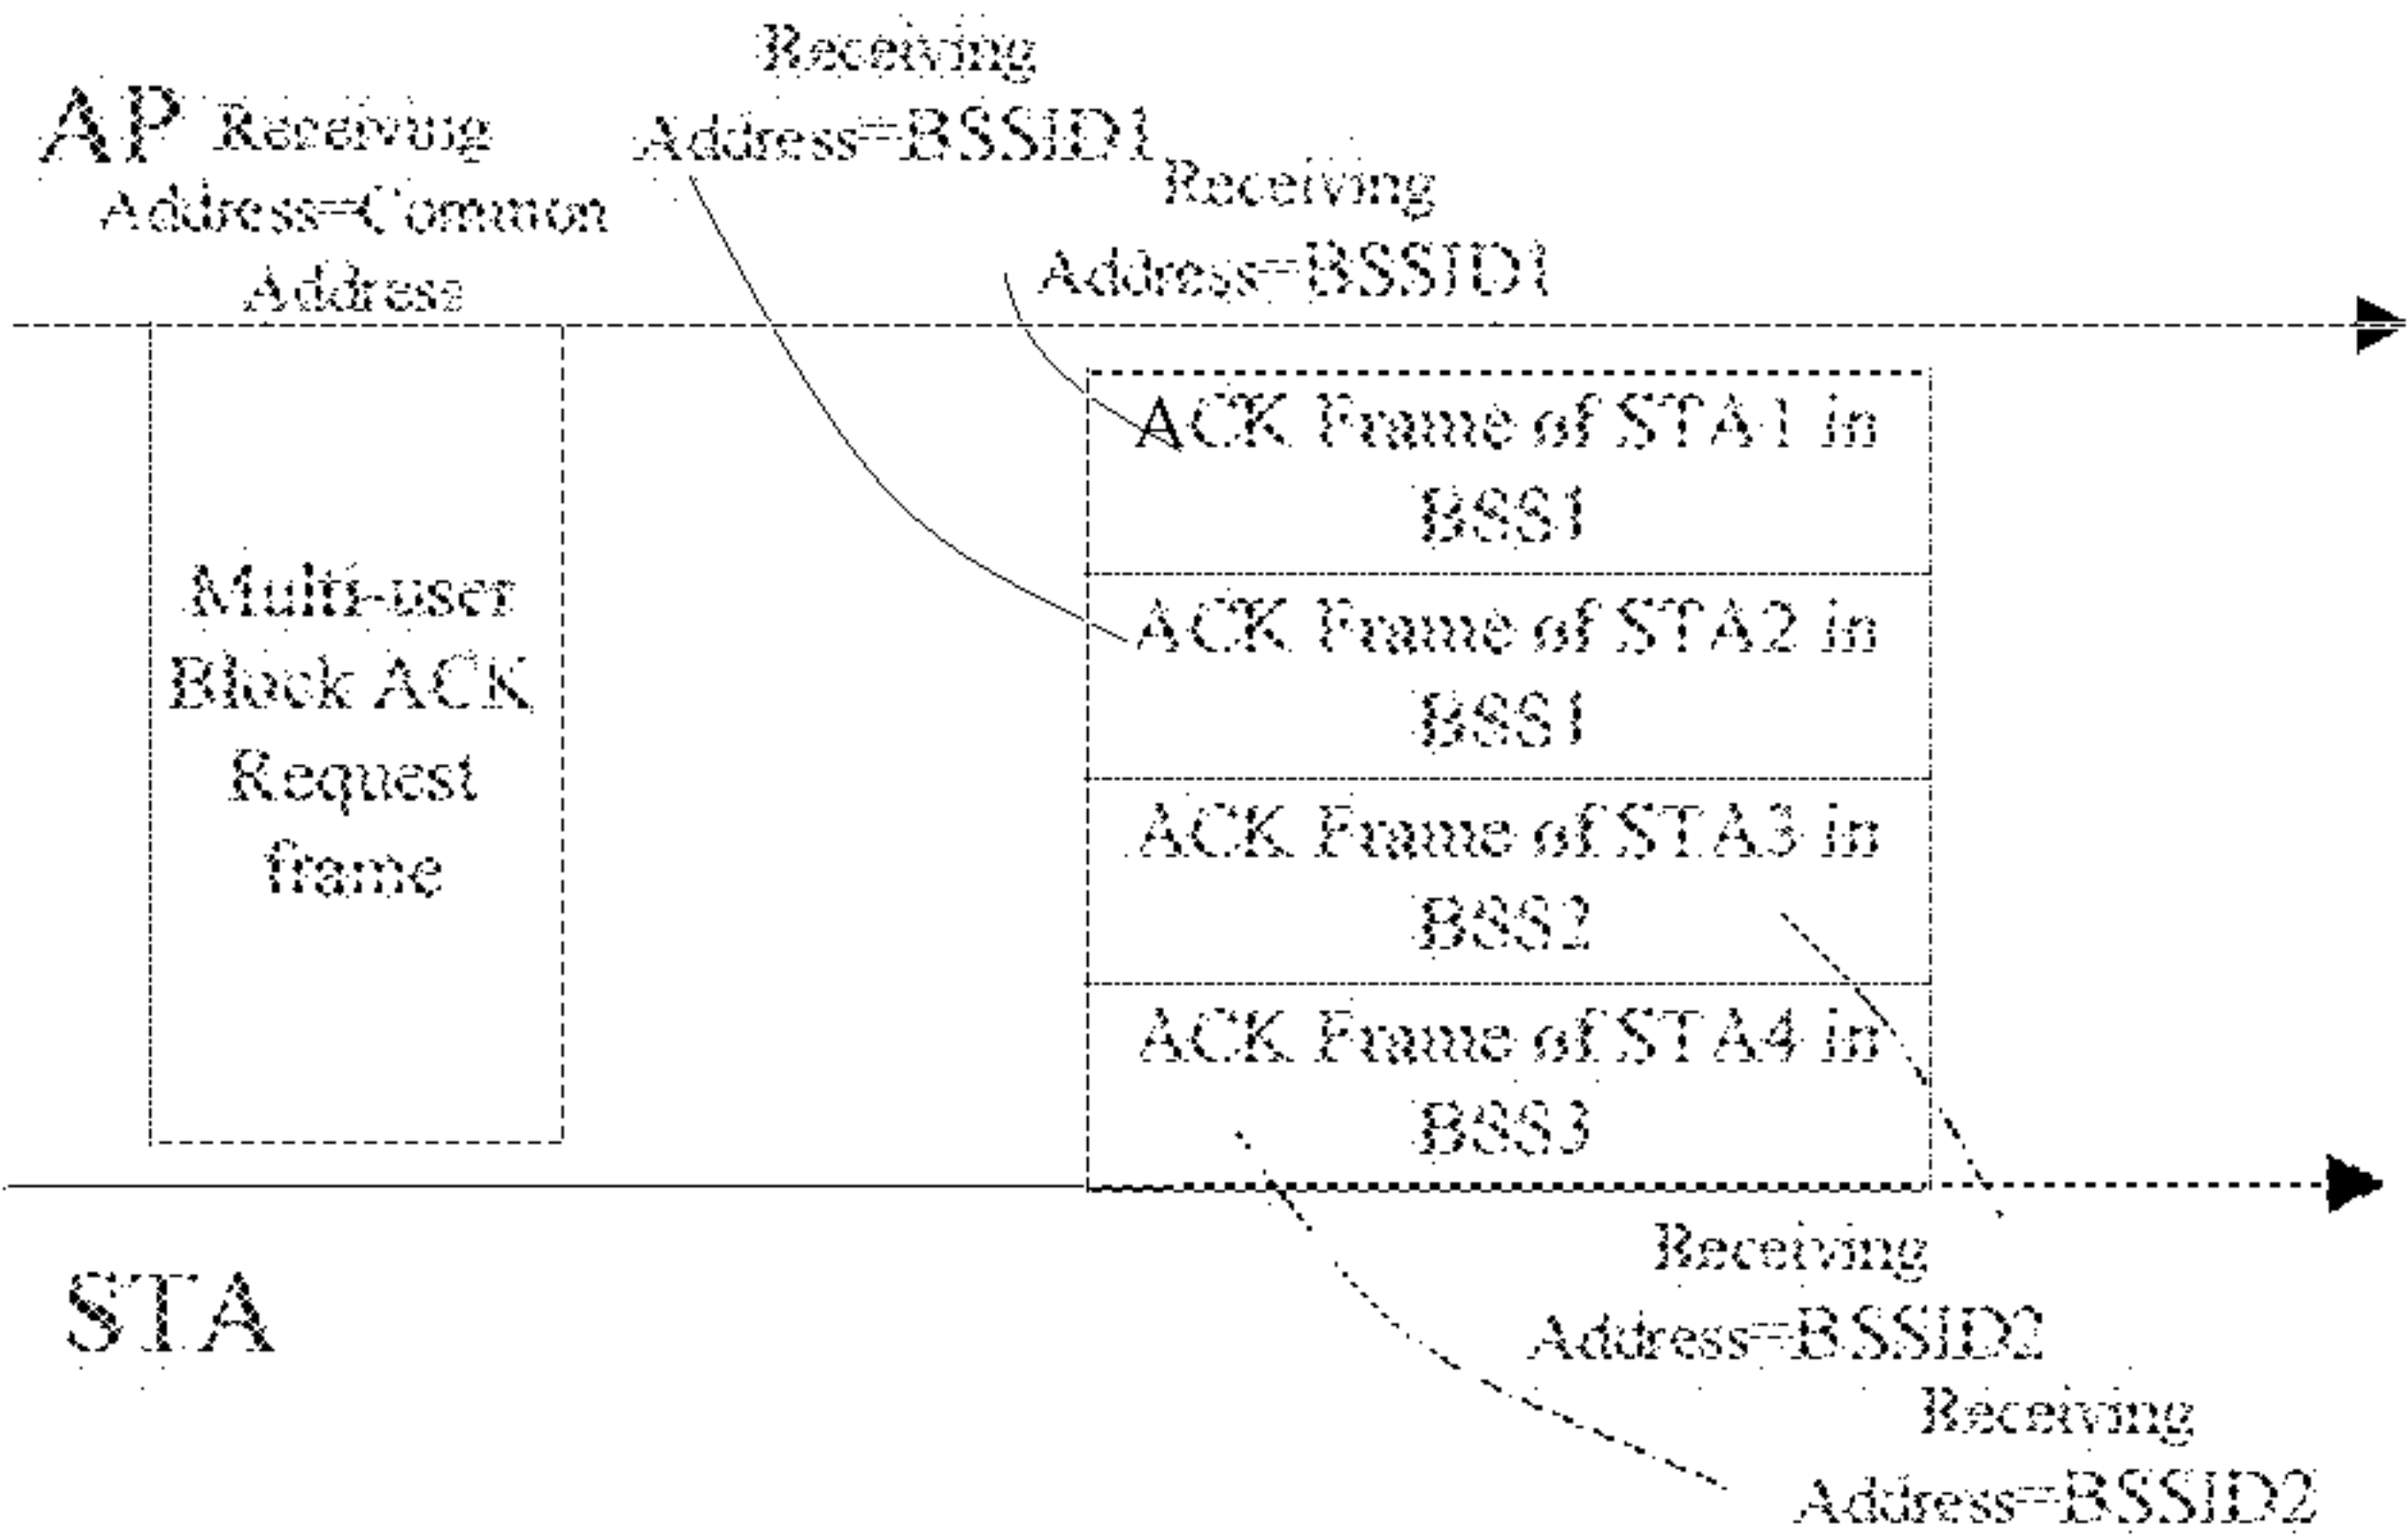 Receiving
Address=BSSID1
AP
Receiving
Address=Common
Address
Receiving
Address=BSSID1
Multi-user
Block ACK
Request
frame
ACK Frame of STA1 in
BSS1
ACK Frame of STA2 in
BSS1
ACK Frame of STA3 in
BSS2
ACK Frame of STA4 in
BSS3
STA
Receiving
Address=BSSID2
Receiving
Address=BSSID2